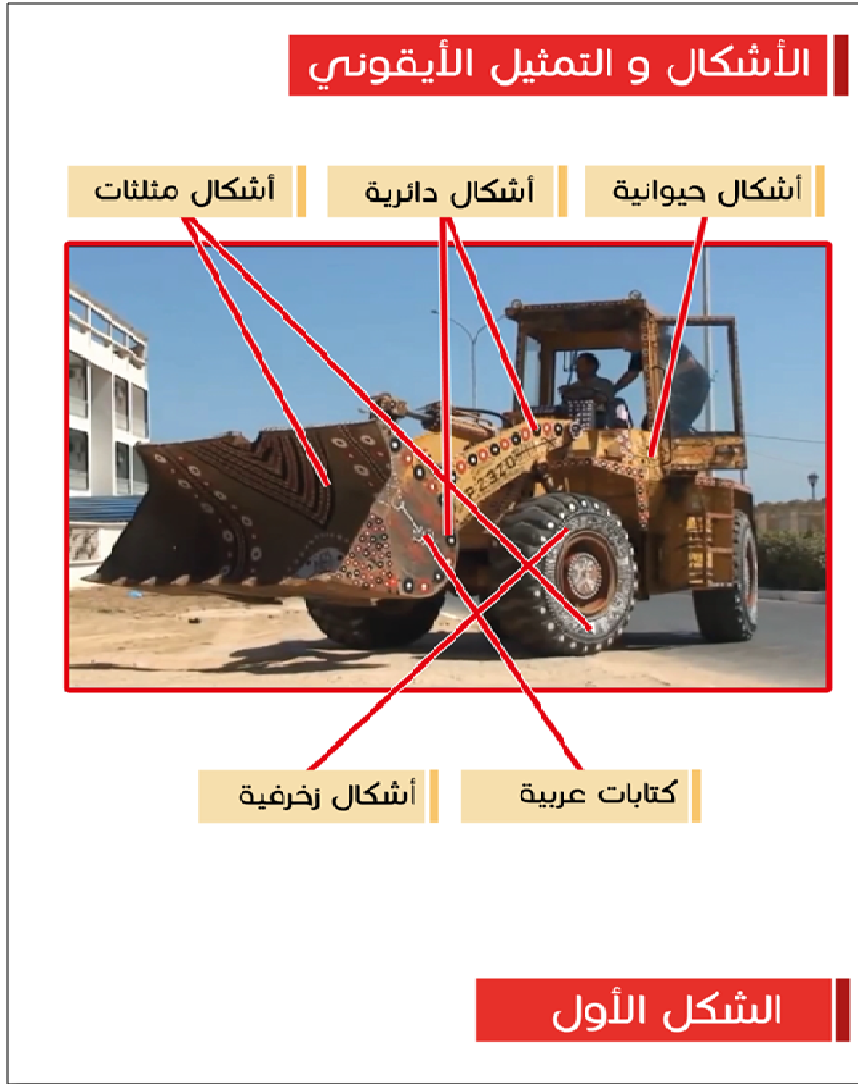 الأشكال و التمثيل الأيقوني
أشكال حيوانية
أشكال دائرية
أشكال مثلثات
كتابات عربية
أشكال زخرفية
الشكل الأول